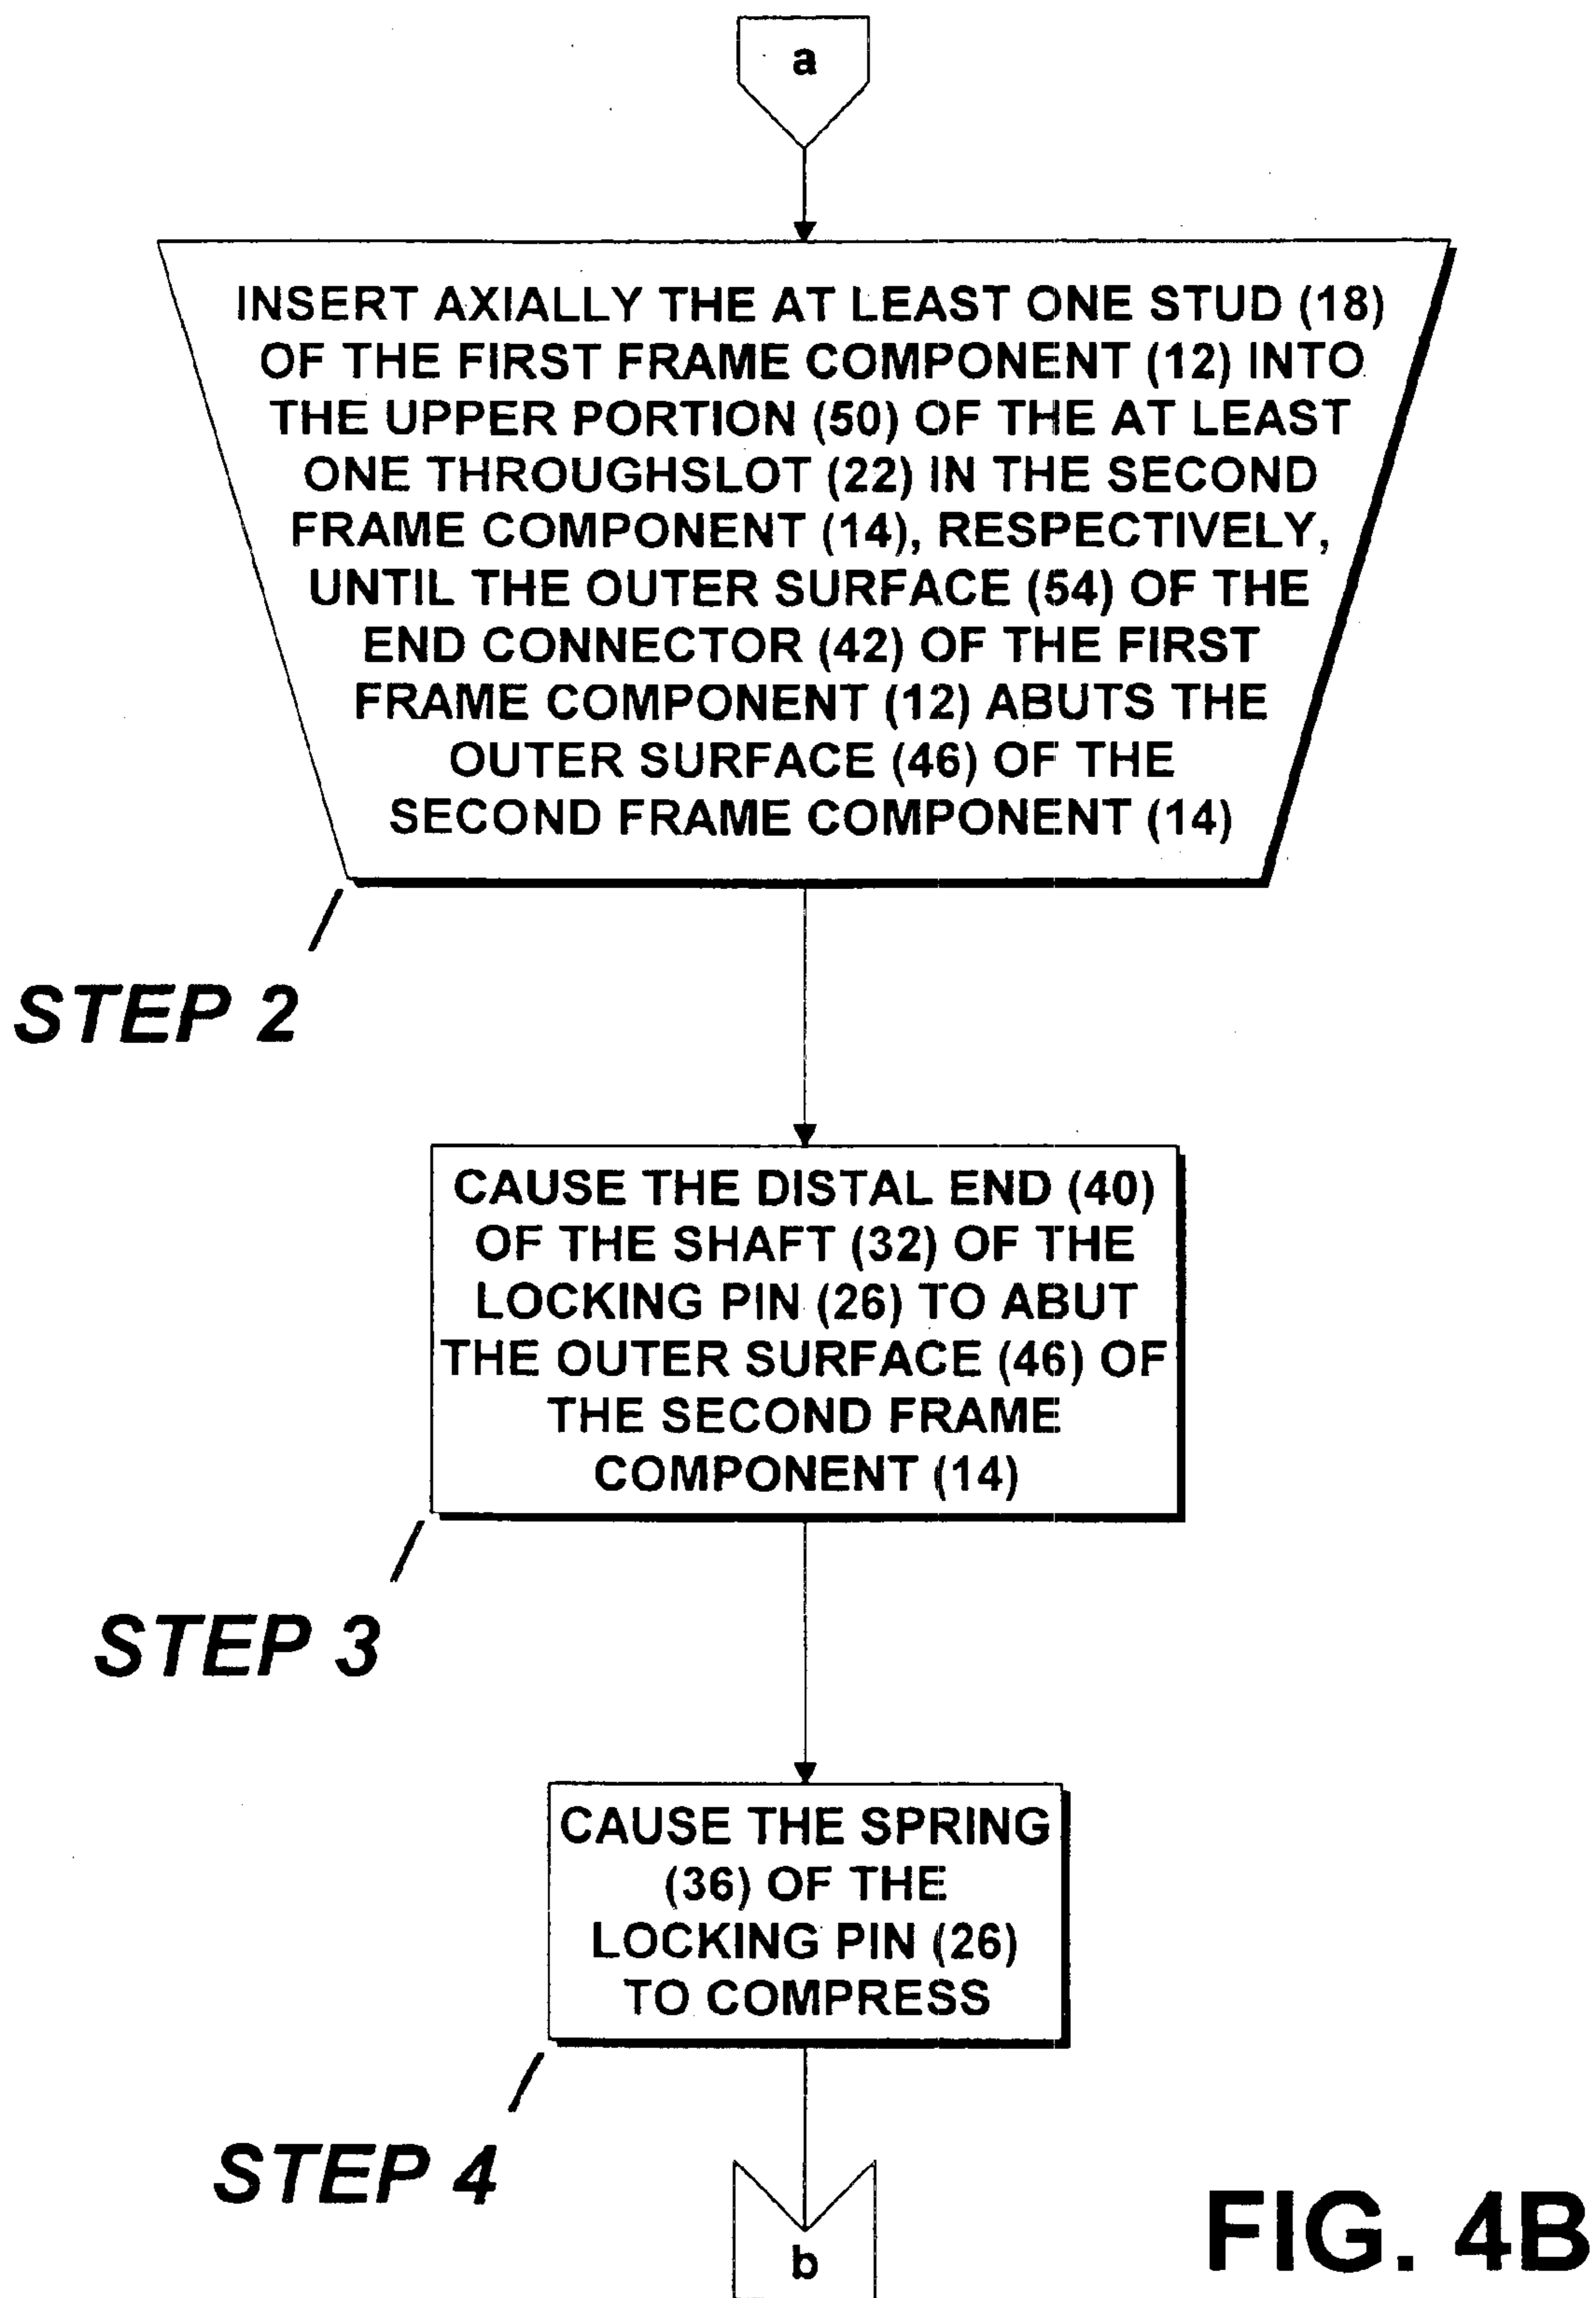 a
INSERT AXIALLY THE AT LEAST ONE STUD (18)
OF THE FIRST FRAME COMPONENT (12) INTO
THE UPPER PORTION (50) OF THE AT LEAST
ONE THROUGHSLOT (22) IN THE SECOND
FRAME COMPONENT (14), RESPECTIVELY,
UNTIL THE OUTER SURFACE (54) OF THE
END CONNECTOR (42) OF THE FIRST
FRAME COMPONENT (12) ABUTS THE
OUTER SURFACE (46) OF THE
SECOND FRAME COMPONENT (14)
STEP 2
CAUSE THE DISTAL END (40)
OF THE SHAFT (32) OF THE
LOCKING PIN (26) TO ABUT
THE OUTER SURFACE (46) OF
THE SECOND FRAME
COMPONENT (14)
STEP 3
CAUSE THE SPRING
(36) OF THE
LOCKING PIN (26)
TO COMPRESS
STEP 4
b
FIG. 4B